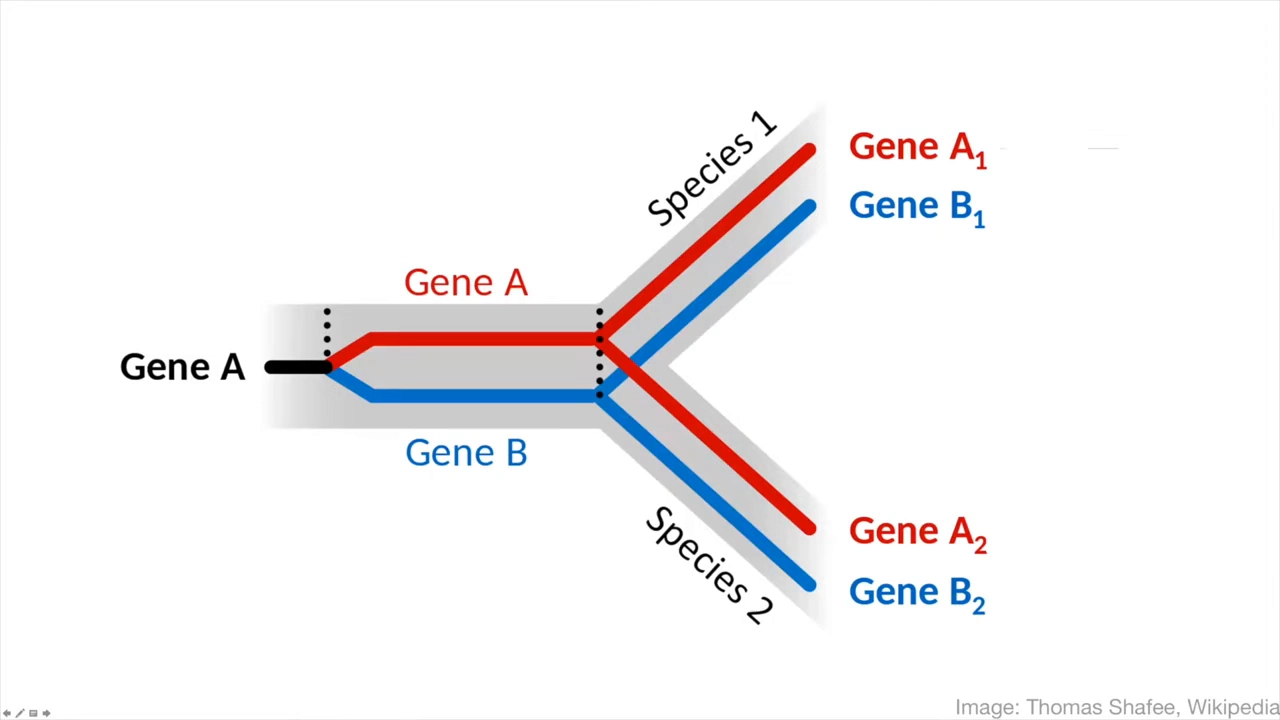 Species 1
Gene A₁
Gene B₁
Gene A
Gene A
Gene B
Species 2
Gene A₂
Gene B₂
Image: Thomas Shafee, Wikipedia